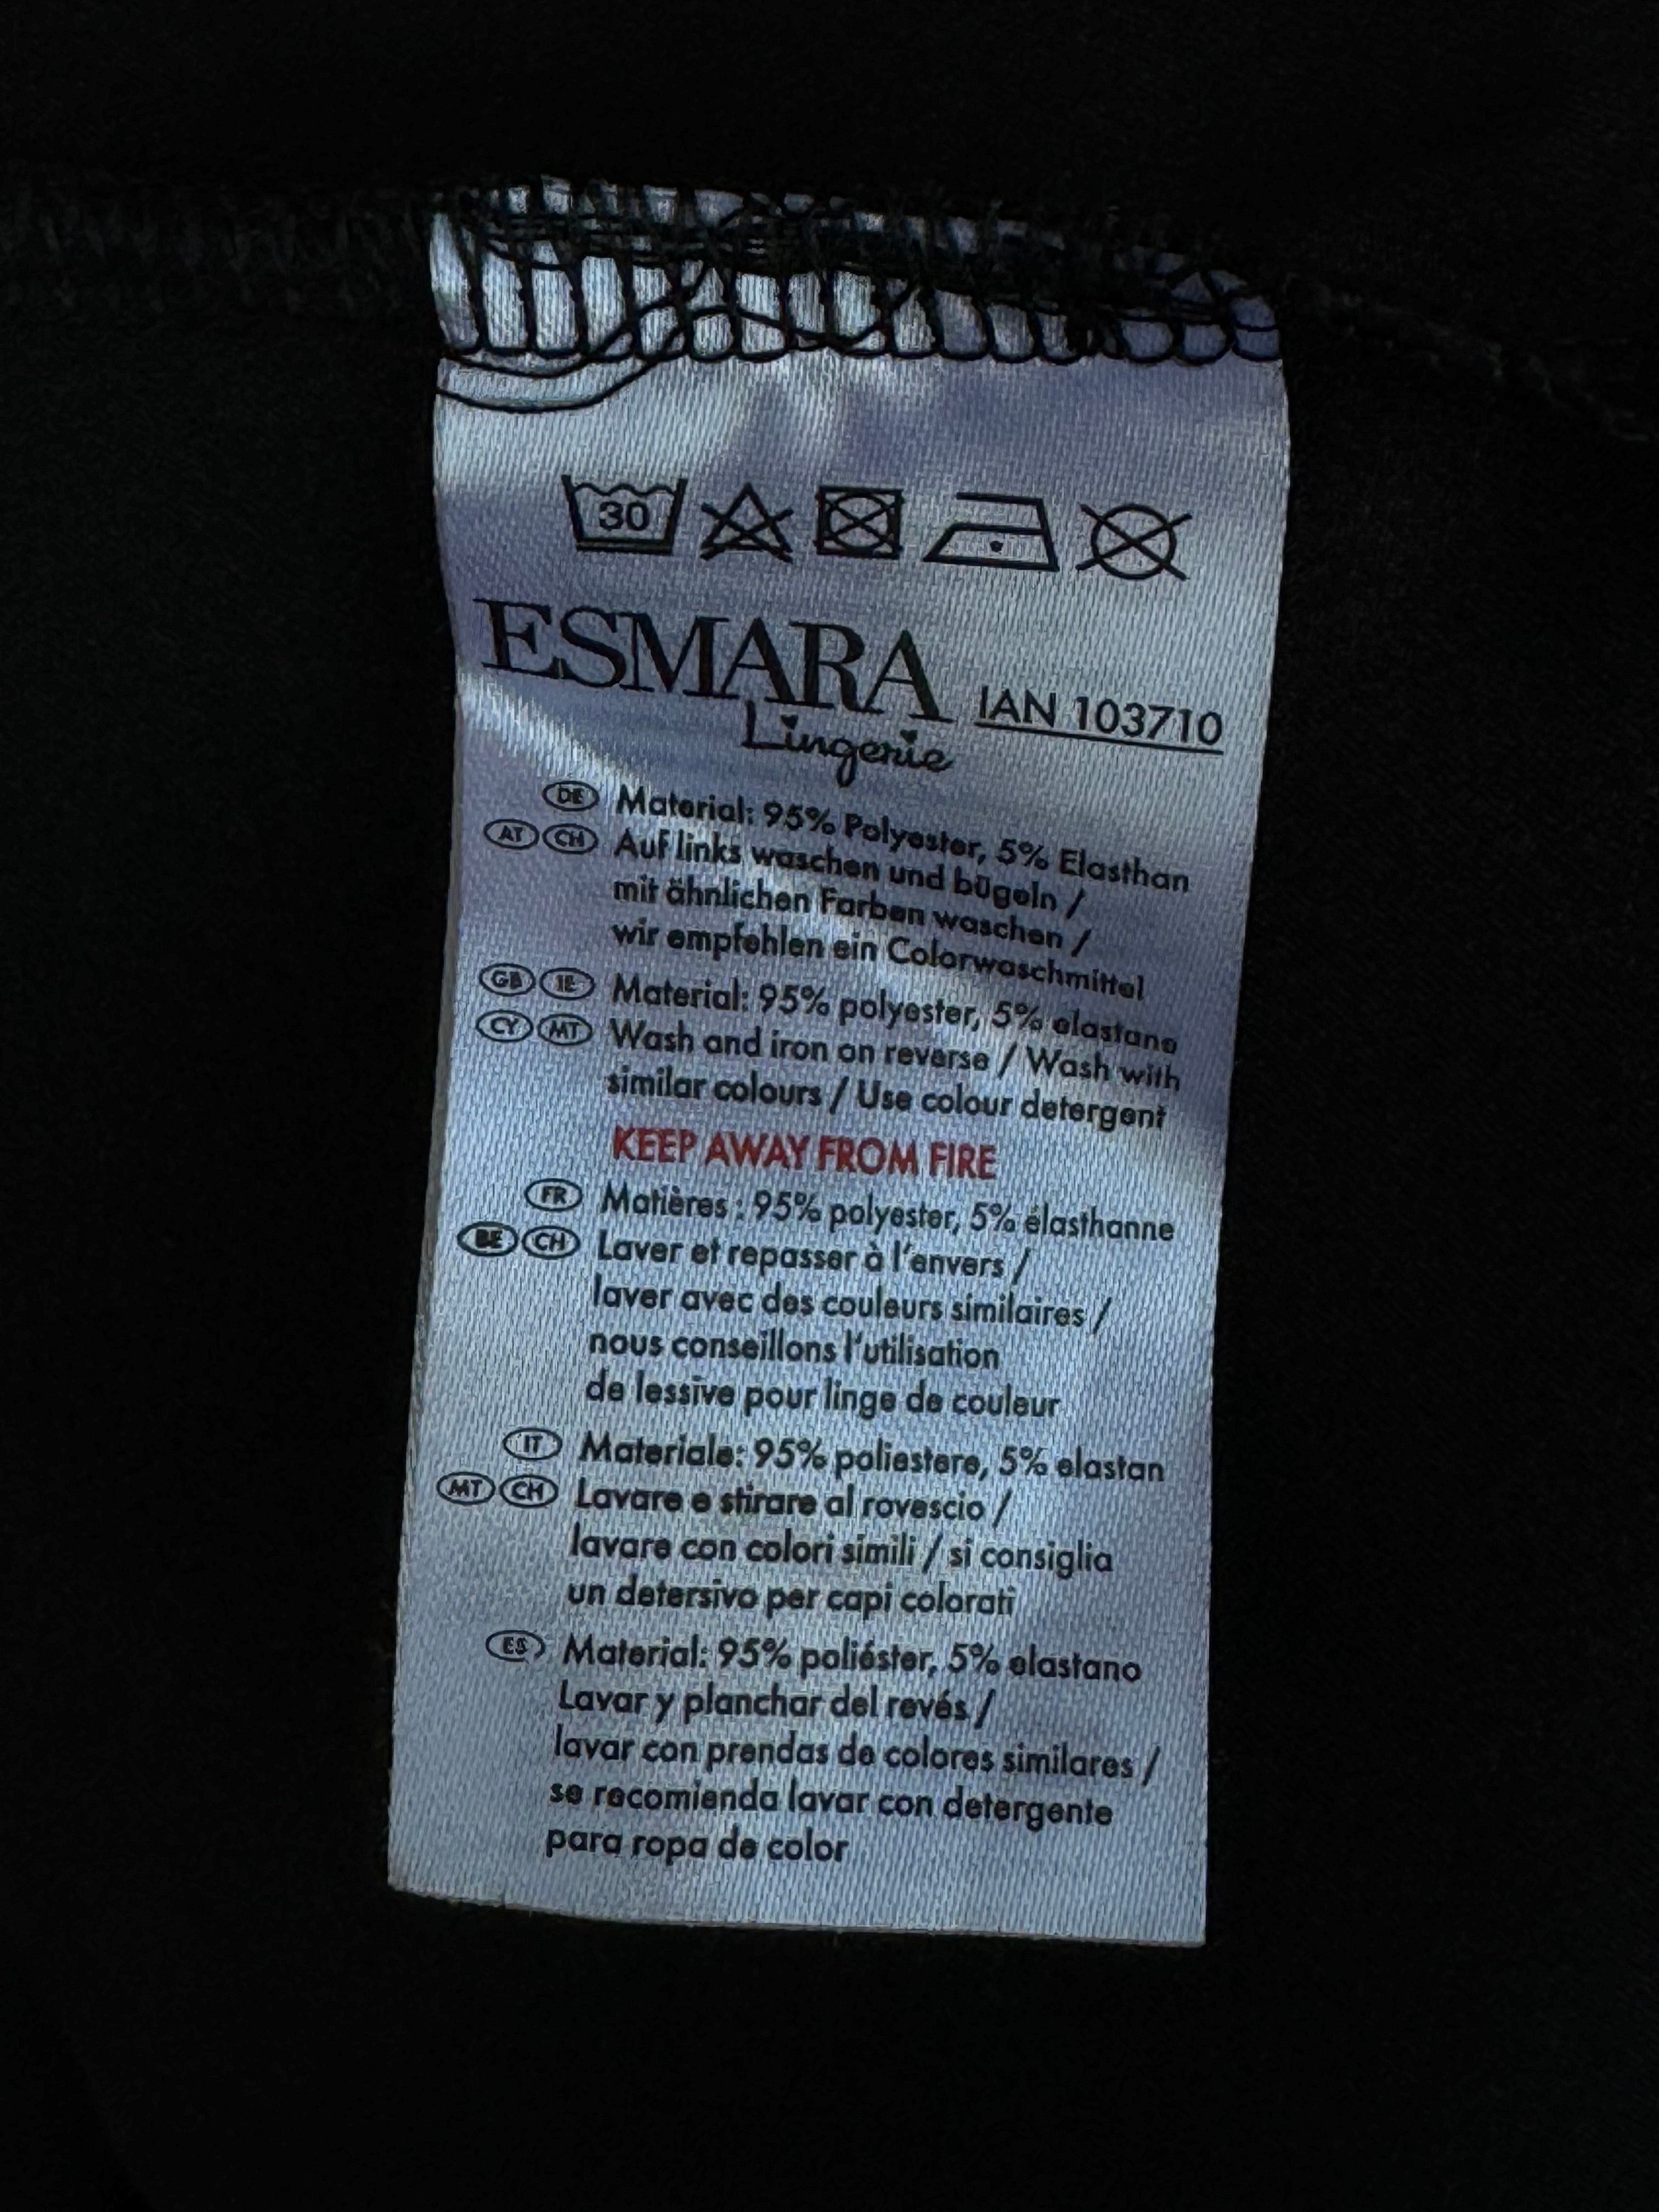 30
ESMARA IAN 103710
Lingerie
DE Material: 95% Polyester, 5% Elasthan
AT CH Auf links waschen und bügeln /
mit ähnlichen Farben waschen /
wir empfehlen ein Colorwaschmittel
GB IE Material: 95% polyester, 5% elastane
CY MT Wash and iron on reverse / Wash with
similar colours / Use colour detergent
KEEP AWAY FROM FIRE
FR Matières : 95% polyester, 5% élasthanne
BE CH Laver et repasser à l'envers /
laver avec des couleurs similaires /
nous conseillons l'utilisation
de lessive pour linge de couleur
IT Materiale: 95% poliestere, 5% elastan
MT CH Lavare e stirare al rovescio /
lavare con colori simili / si consiglia
un detersivo per capi colorati
ES Material: 95% poliéster, 5% elastano
Lavar y planchar del revés /
lavar con prendas de colores similares /
se recomienda lavar con detergente
para ropa de color